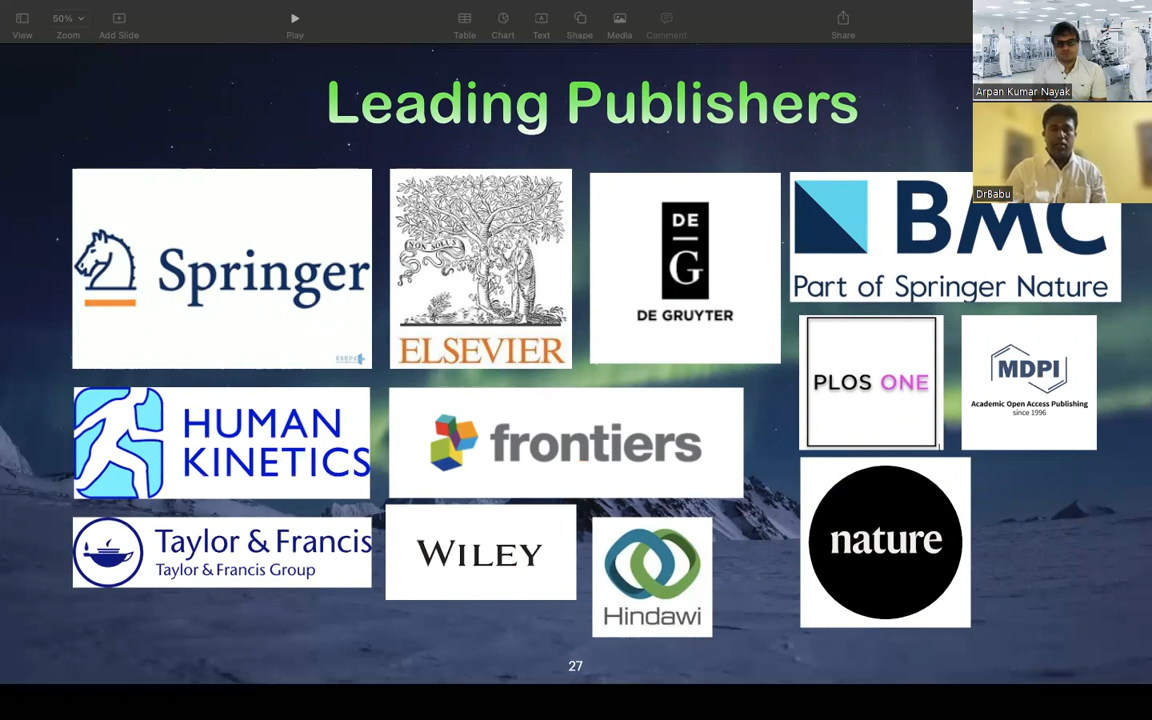 50%
View
Zoom
Add Slide
Play
Table
Chart
Text
Shape
Media
Comment
Share
Arpan Kumar Nayak
DrBabu
Leading Publishers
Springer
NON SOLUS
ELSEVIER
DE
G
DE GRUYTER
BMC
Part of Springer Nature
PLOS ONE
MDPI
Academic Open Access Publishing
since 1996
HUMAN
KINETICS
frontiers
Taylor & Francis
Taylor & Francis Group
WILEY
Hindawi
nature
27